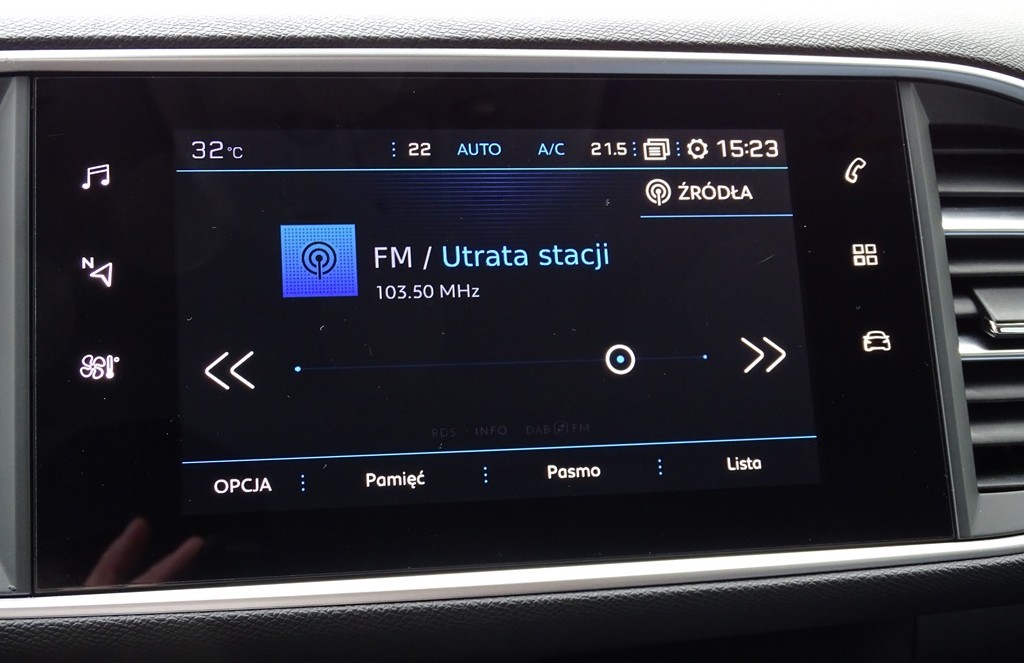 32°C 22 AUTO A/C 21.5 15:23
ŹRÓDŁA
N
FM / Utrata stacji
103.50 MHz
RDS · INFO DAB FM
OPCJA Pamięć Pasmo Lista